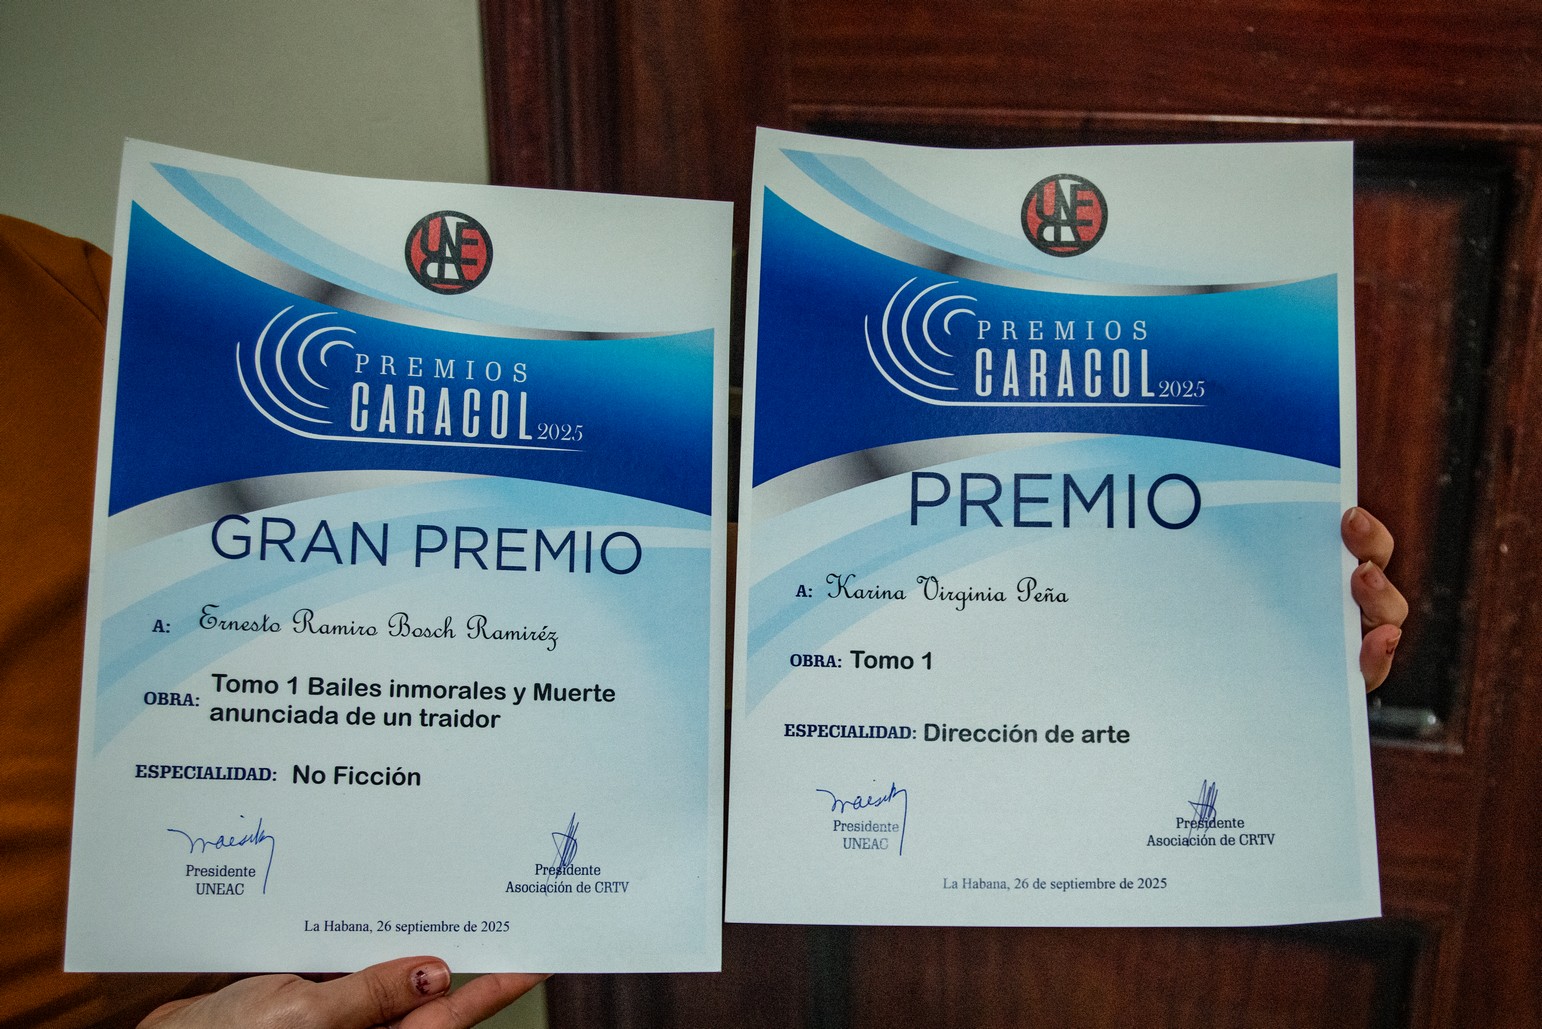 UNEAC
PREMIOS
CARACOL 2025
GRAN PREMIO
A: Ernesto Ramiro Bosch Ramiréz
OBRA: Tomo 1 Bailes inmorales y Muerte
anunciada de un traidor
ESPECIALIDAD: No Ficción
Presidente
UNEAC
Presidente
Asociación de CRTV
La Habana, 26 septiembre de 2025
UNEAC
PREMIOS
CARACOL 2025
PREMIO
A: Karina Virginia Peña
OBRA: Tomo 1
ESPECIALIDAD: Dirección de arte
Presidente
UNEAC
Presidente
Asociación de CRTV
La Habana, 26 de septiembre de 2025